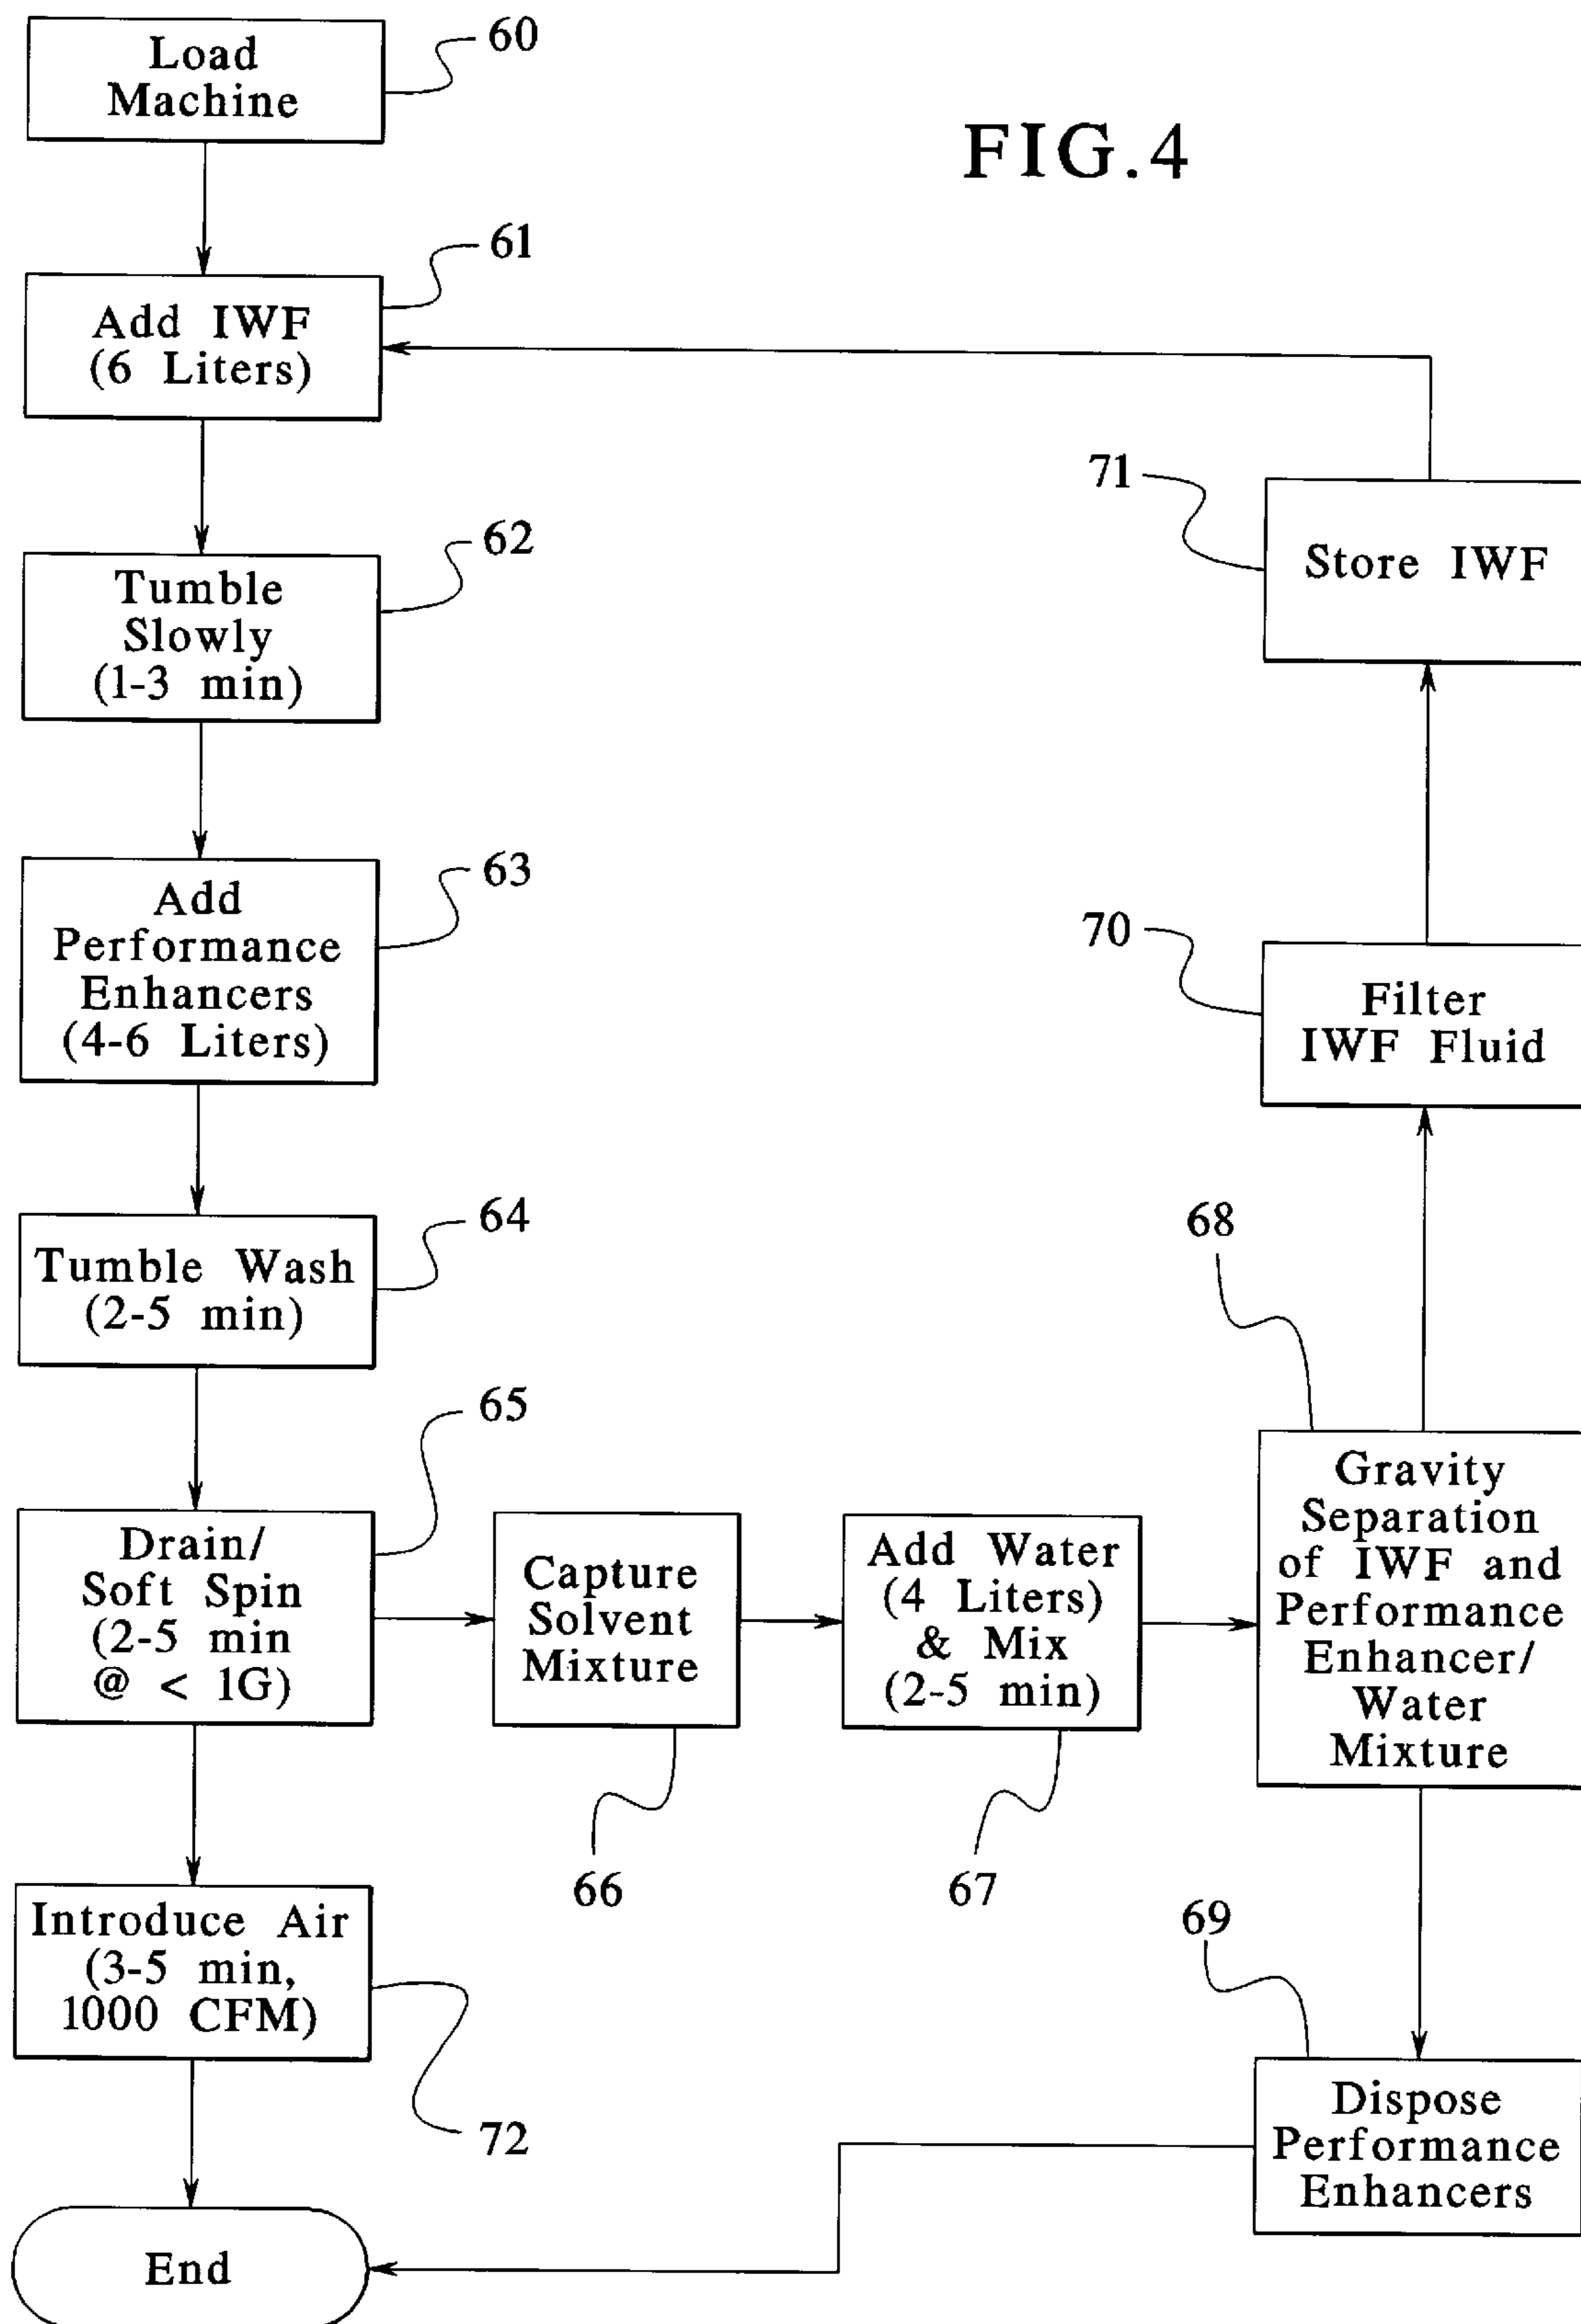 FIG.4
Load
Machine
60
Add IWF
(6 Liters)
61
Tumble
Slowly
(1-3 min)
62
Add
Performance
Enhancers
(4-6 Liters)
63
Tumble Wash
(2-5 min)
64
Drain/
Soft Spin
(2-5 min
@ < 1G)
65
Capture
Solvent
Mixture
66
Add Water
(4 Liters)
& Mix
(2-5 min)
67
Gravity
Separation
of IWF and
Performance
Enhancer/
Water
Mixture
68
Dispose
Performance
Enhancers
69
Filter
IWF Fluid
70
Store IWF
71
Introduce Air
(3-5 min,
1000 CFM)
72
End